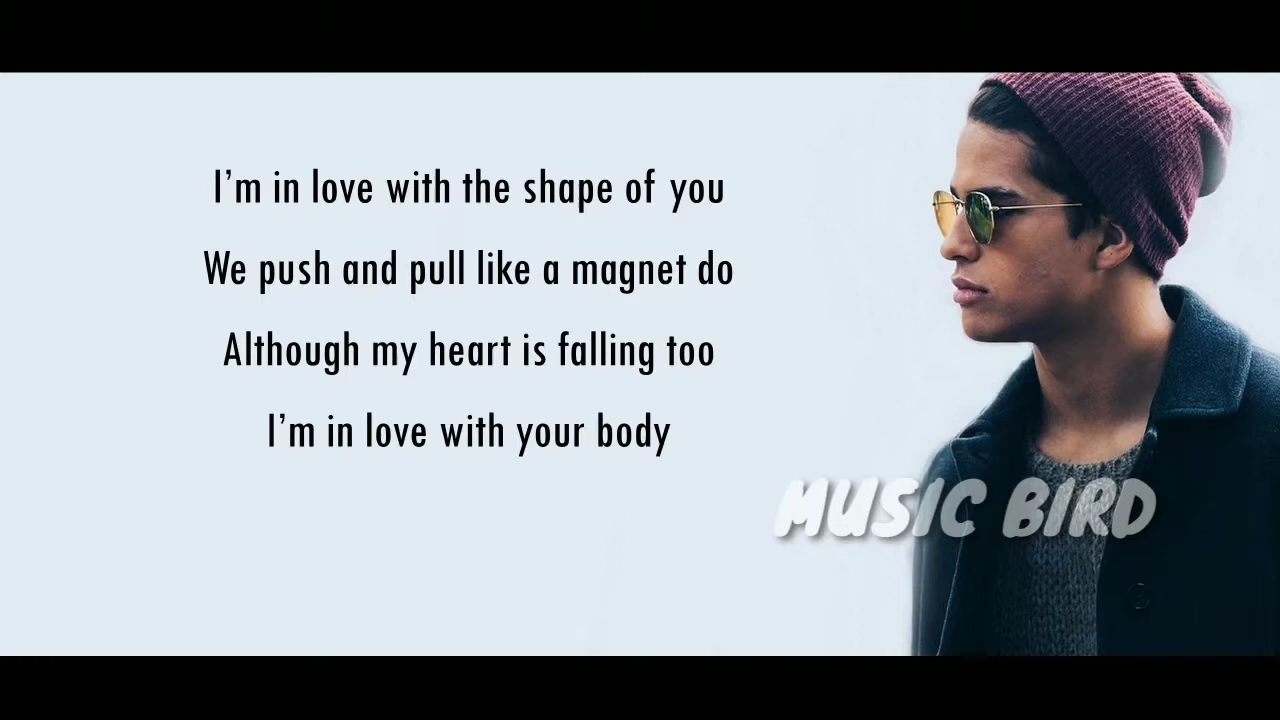 I’m in love with the shape of you
We push and pull like a magnet do
Although my heart is falling too
I’m in love with your body
MUSIC BIRD